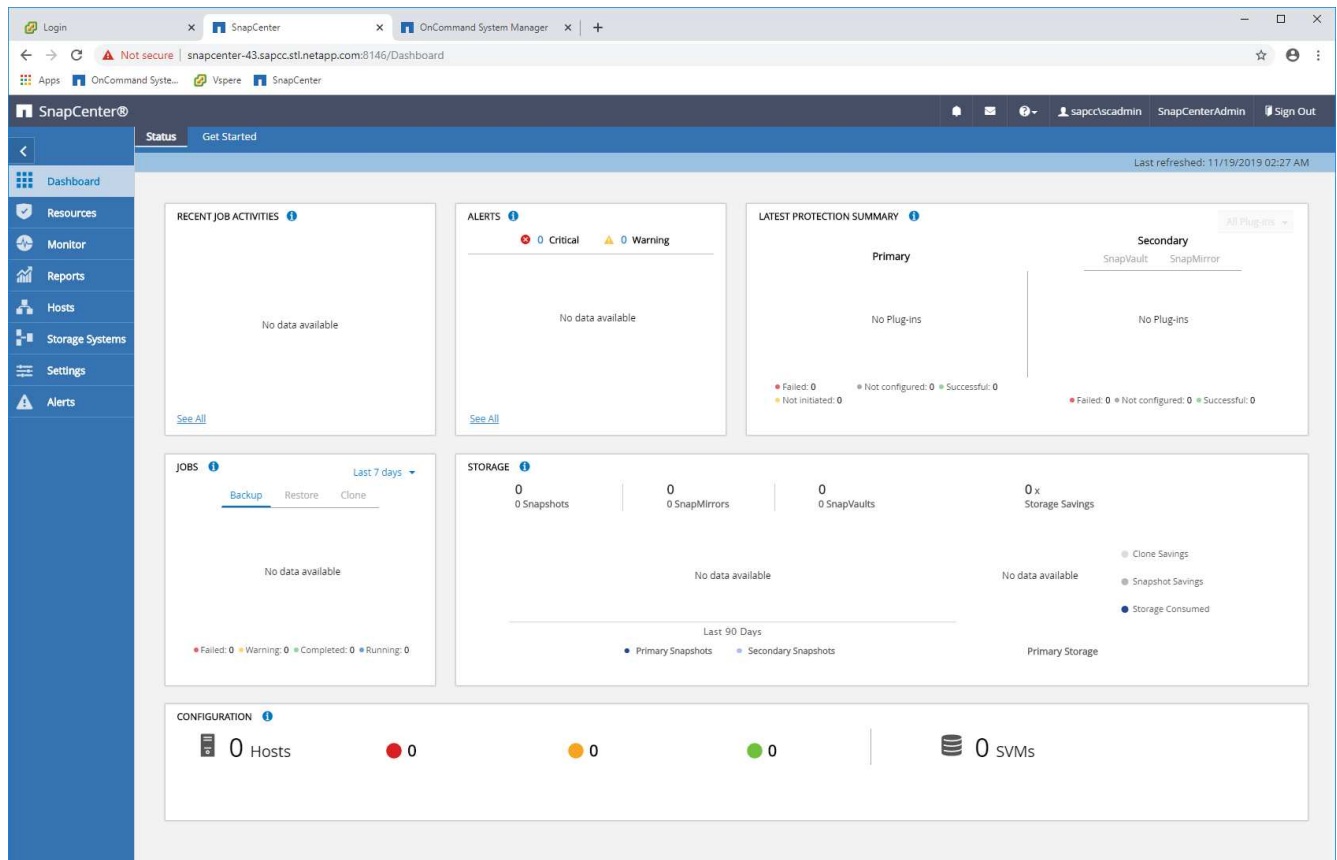 Login
SnapCenter
OnCommand System Manager
Not secure | snapcenter-43.sapcc.stl.netapp.com:8146/Dashboard
Apps OnCommand Syste... Vspere SnapCenter
SnapCenter®
sapcc\scadmin SnapCenterAdmin Sign Out
Status Get Started
Last refreshed: 11/19/2019 02:27 AM
Dashboard
Resources
Monitor
Reports
Hosts
Storage Systems
Settings
Alerts
RECENT JOB ACTIVITIES
No data available
See All
ALERTS
0 Critical 0 Warning
No data available
See All
LATEST PROTECTION SUMMARY
All Plug-ins
Primary
No Plug-ins
Failed: 0 Not configured: 0 Successful: 0
Not initiated: 0
Secondary
SnapVault SnapMirror
No Plug-ins
Failed: 0 Not configured: 0 Successful: 0
JOBS
Last 7 days
Backup Restore Clone
No data available
Failed: 0 Warning: 0 Completed: 0 Running: 0
STORAGE
0
0 Snapshots
0
0 SnapMirrors
0
0 SnapVaults
0 x
Storage Savings
No data available
Last 90 Days
Primary Snapshots Secondary Snapshots
No data available
Clone Savings
Snapshot Savings
Storage Consumed
Primary Storage
CONFIGURATION
0 Hosts 0 0 0 0 SVMs